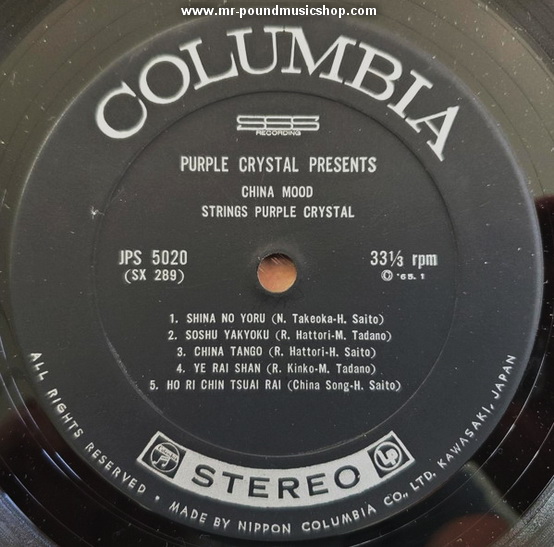 www.mr-poundmusicshop.com
COLUMBIA
SSS
RECORDING
PURPLE CRYSTAL PRESENTS
CHINA MOOD
STRINGS PURPLE CRYSTAL
JPS 5020
(SX 289)
33⅓ rpm
Ⓒ '65.1
1. SHINA NO YORU (N. Takeoka-H. Saito)
2. SOSHU YAKYOKU (R. Hattori-M. Tadano)
3. CHINA TANGO (R. Hattori-H. Saito)
4. YE RAI SHAN (R. Kinko-M. Tadano)
5. HO RI CHIN TSUAI RAI (China Song-H. Saito)
STEREO
LP
ALL RIGHTS RESERVED • MADE BY NIPPON COLUMBIA CO., LTD. KAWASAKI, JAPAN